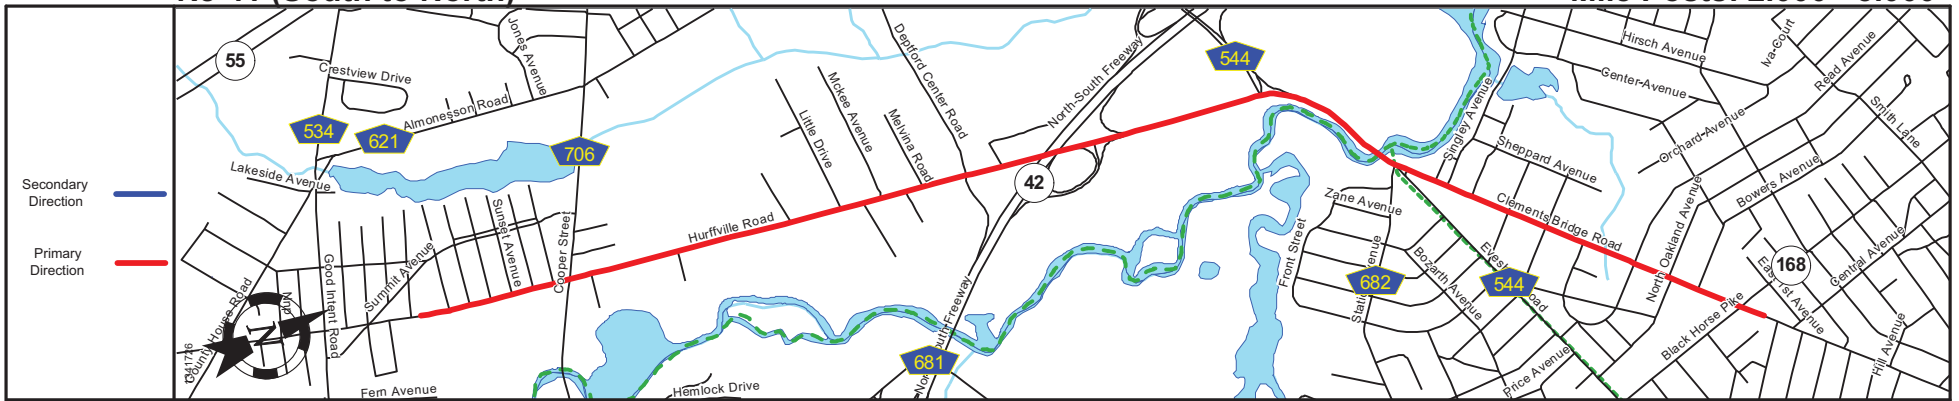 Secondary
Direction
Primary
Direction
55
534
621
706
544
42
681
682
544
168
Crestview Drive
Jones Avenue
Almonesson Road
Lakeside Avenue
County House Road
Good Intent Road
Summit Avenue
Sunset Avenue
Cooper Street
Fern Avenue
Hemlock Drive
Hurffville Road
Little Drive
Mckee Avenue
Melvina Road
Deptford Center Road
North-South Freeway
Front Street
Zane Avenue
Bozarth Avenue
Singley Avenue
Sheppard Avenue
Clements Bridge Road
Hirsch Avenue
Center-Avenue
Iva-Court
Read Avenue
Smith Lane
Orchard-Avenue
Bowers Avenue
North Oakland Avenue
Central Avenue
Black Horse Pike
Price Avenue
Hill Avenue
N